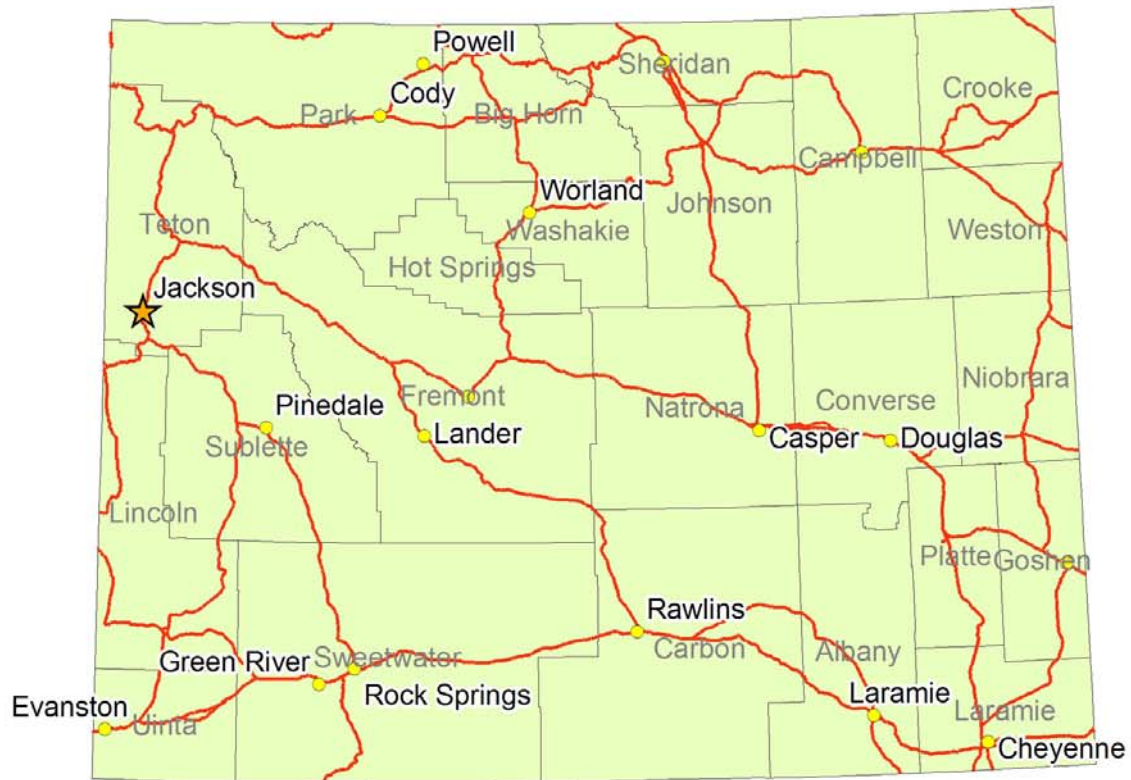 Powell
Sheridan
Cody
Crooke
Park
Big Horn
Campbell
Worland
Johnson
Teton
Washakie
Weston
Hot Springs
Jackson
Niobrara
Fremont
Pinedale
Natrona
Converse
Lander
Casper
Douglas
Sublette
Lincoln
Platte
Goshen
Rawlins
Carbon
Albany
Green River
Sweetwater
Rock Springs
Laramie
Evanston
Uinta
Laramie
Cheyenne